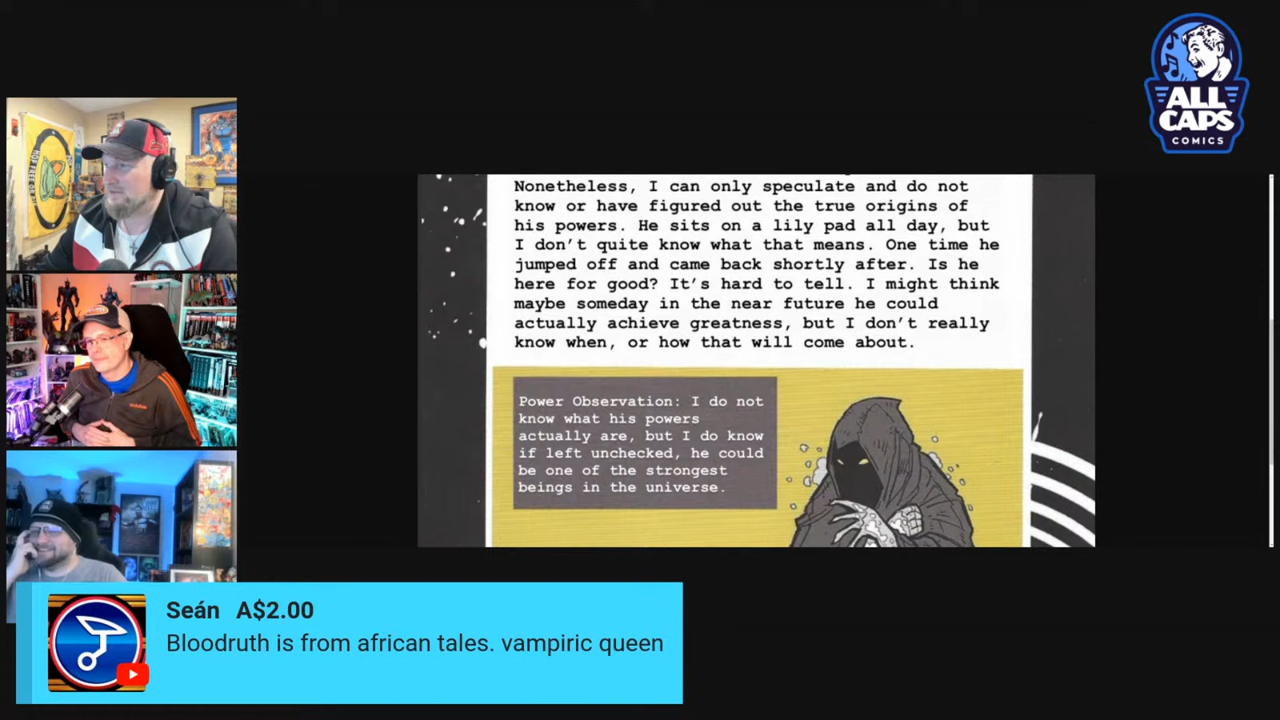 ALL
CAPS
COMICS
Nonetheless, I can only speculate and do not
know or have figured out the true origins of
his powers. He sits on a lily pad all day, but
I don't quite know what that means. One time he
jumped off and came back shortly after. Is he
here for good? It's hard to tell. I might think
maybe someday in the near future he could
actually achieve greatness, but I don't really
know when, or how that will come about.
Power Observation: I do not
know what his powers
actually are, but I do know
if left unchecked, he could
be one of the strongest
beings in the universe.
Seán A$2.00
Bloodruth is from african tales. vampiric queen